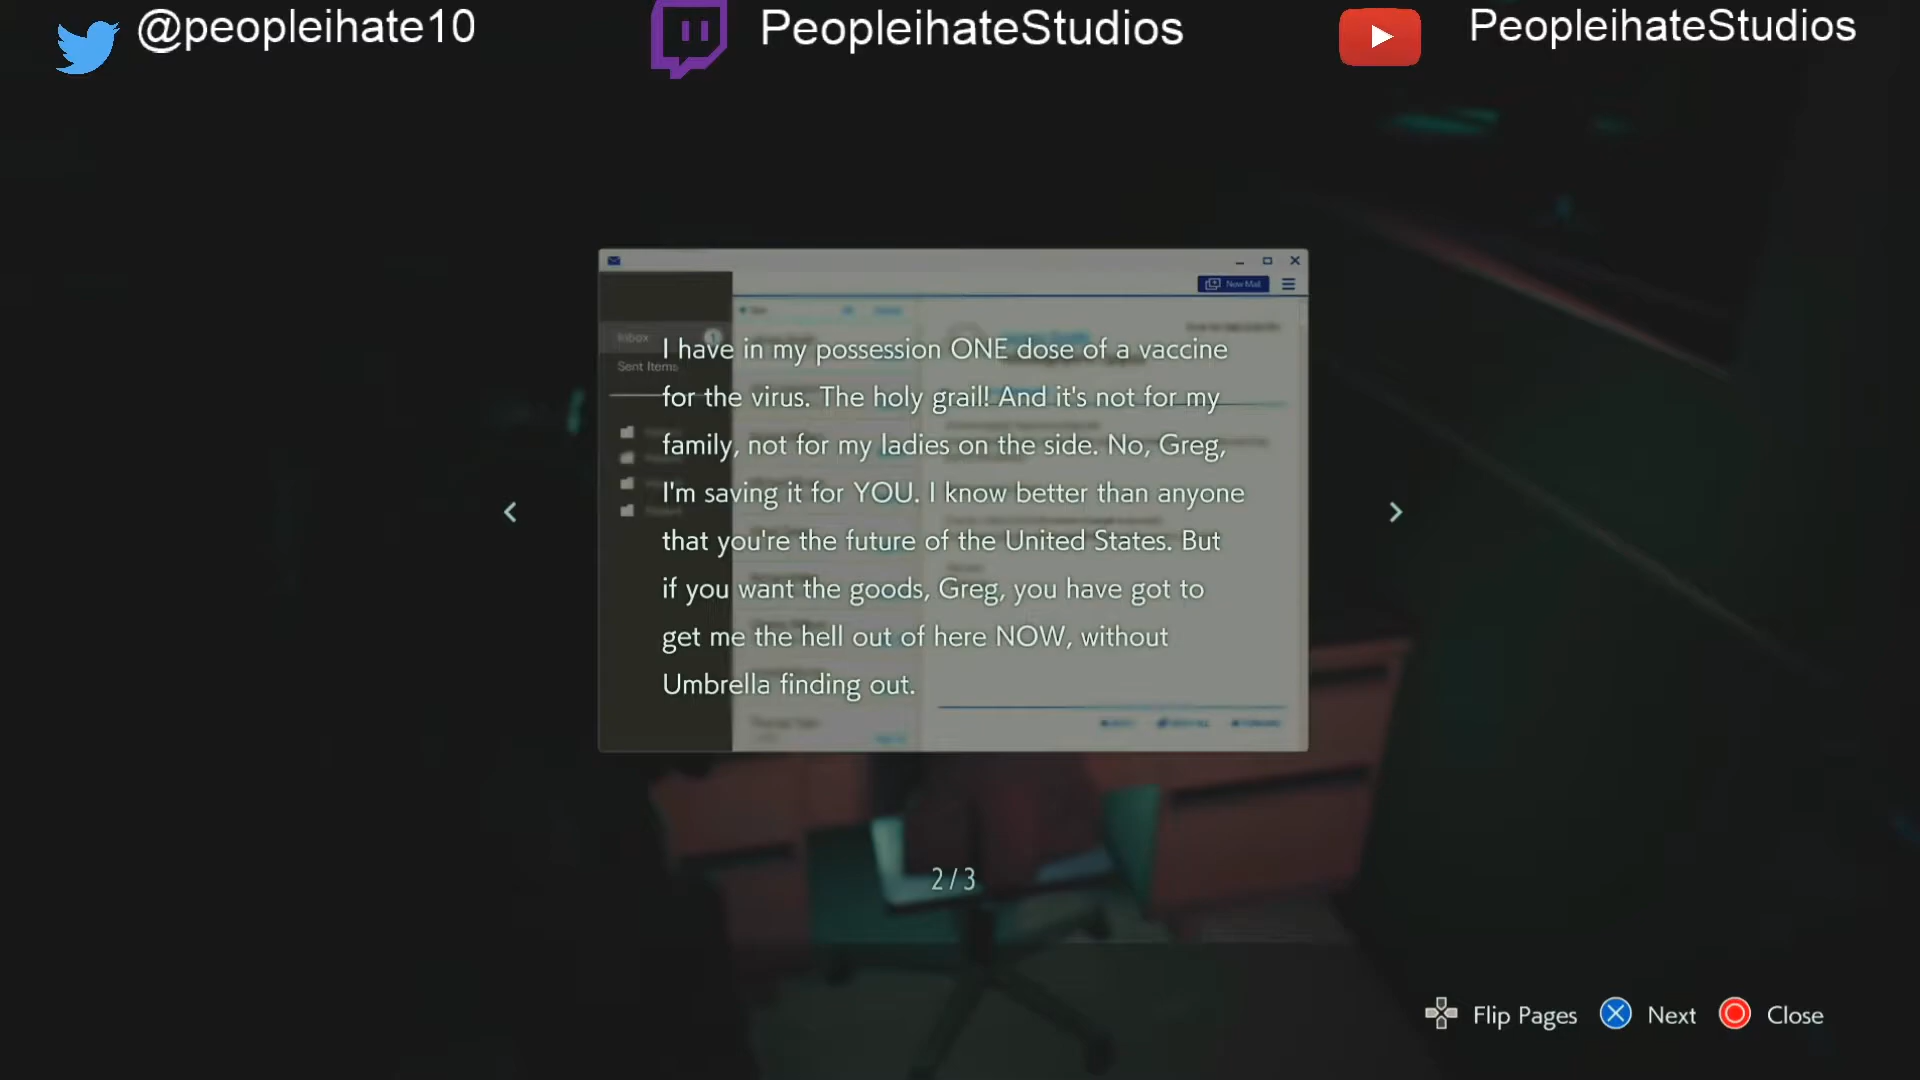 @peopleihate10
PeopleihateStudios
PeopleihateStudios
New Mail
Inbox
1
Sent Items
I have in my possession ONE dose of a vaccine
for the virus. The holy grail! And it's not for my
family, not for my ladies on the side. No, Greg,
I'm saving it for YOU. I know better than anyone
that you're the future of the United States. But
if you want the goods, Greg, you have got to
get me the hell out of here NOW, without
Umbrella finding out.
2/3
Flip Pages
Next
Close